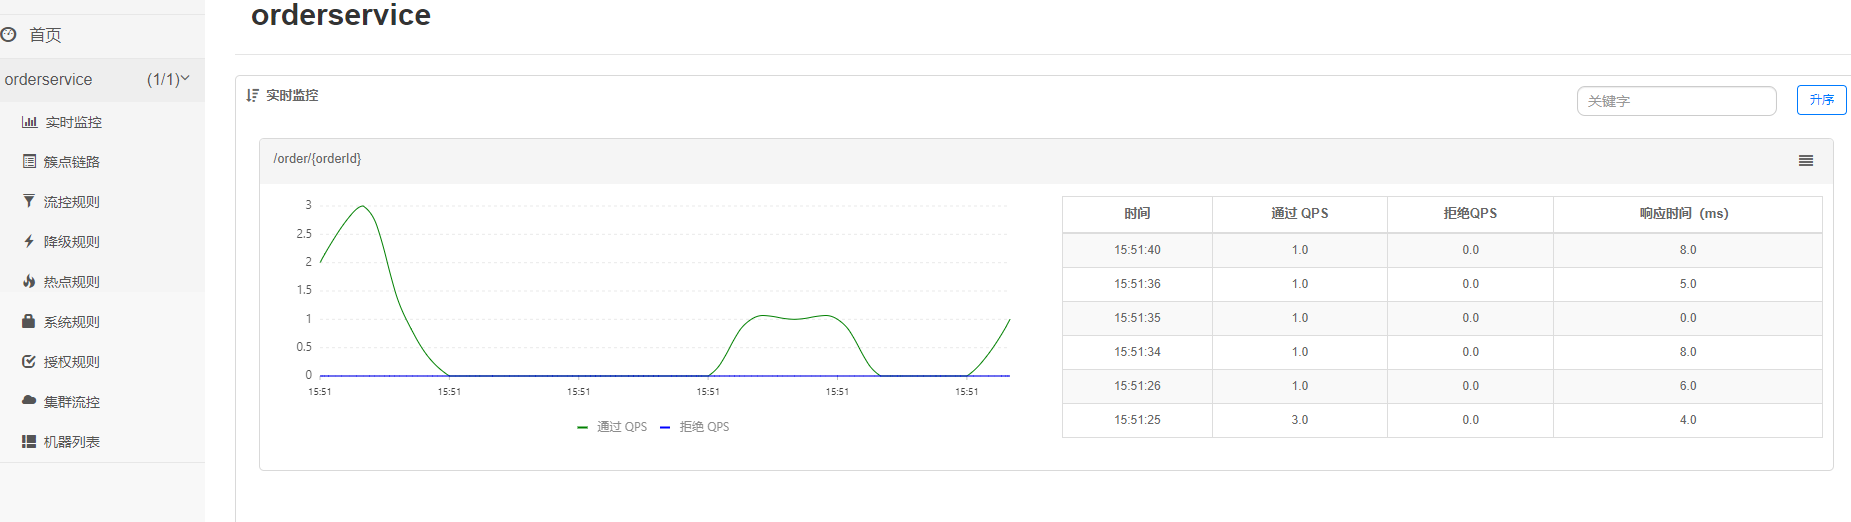 orderservice
首页
orderservice (1/1)
实时监控
簇点链路
流控规则
降级规则
热点规则
系统规则
授权规则
集群流控
机器列表
实时监控
关键字
升序
/order/{orderId}
3
2.5
2
1.5
1
0.5
0
15:51 15:51 15:51 15:51 15:51 15:51
通过 QPS 拒绝 QPS
时间 通过 QPS 拒绝QPS 响应时间（ms）
15:51:40 1.0 0.0 8.0
15:51:36 1.0 0.0 5.0
15:51:35 1.0 0.0 0.0
15:51:34 1.0 0.0 8.0
15:51:26 1.0 0.0 6.0
15:51:25 3.0 0.0 4.0